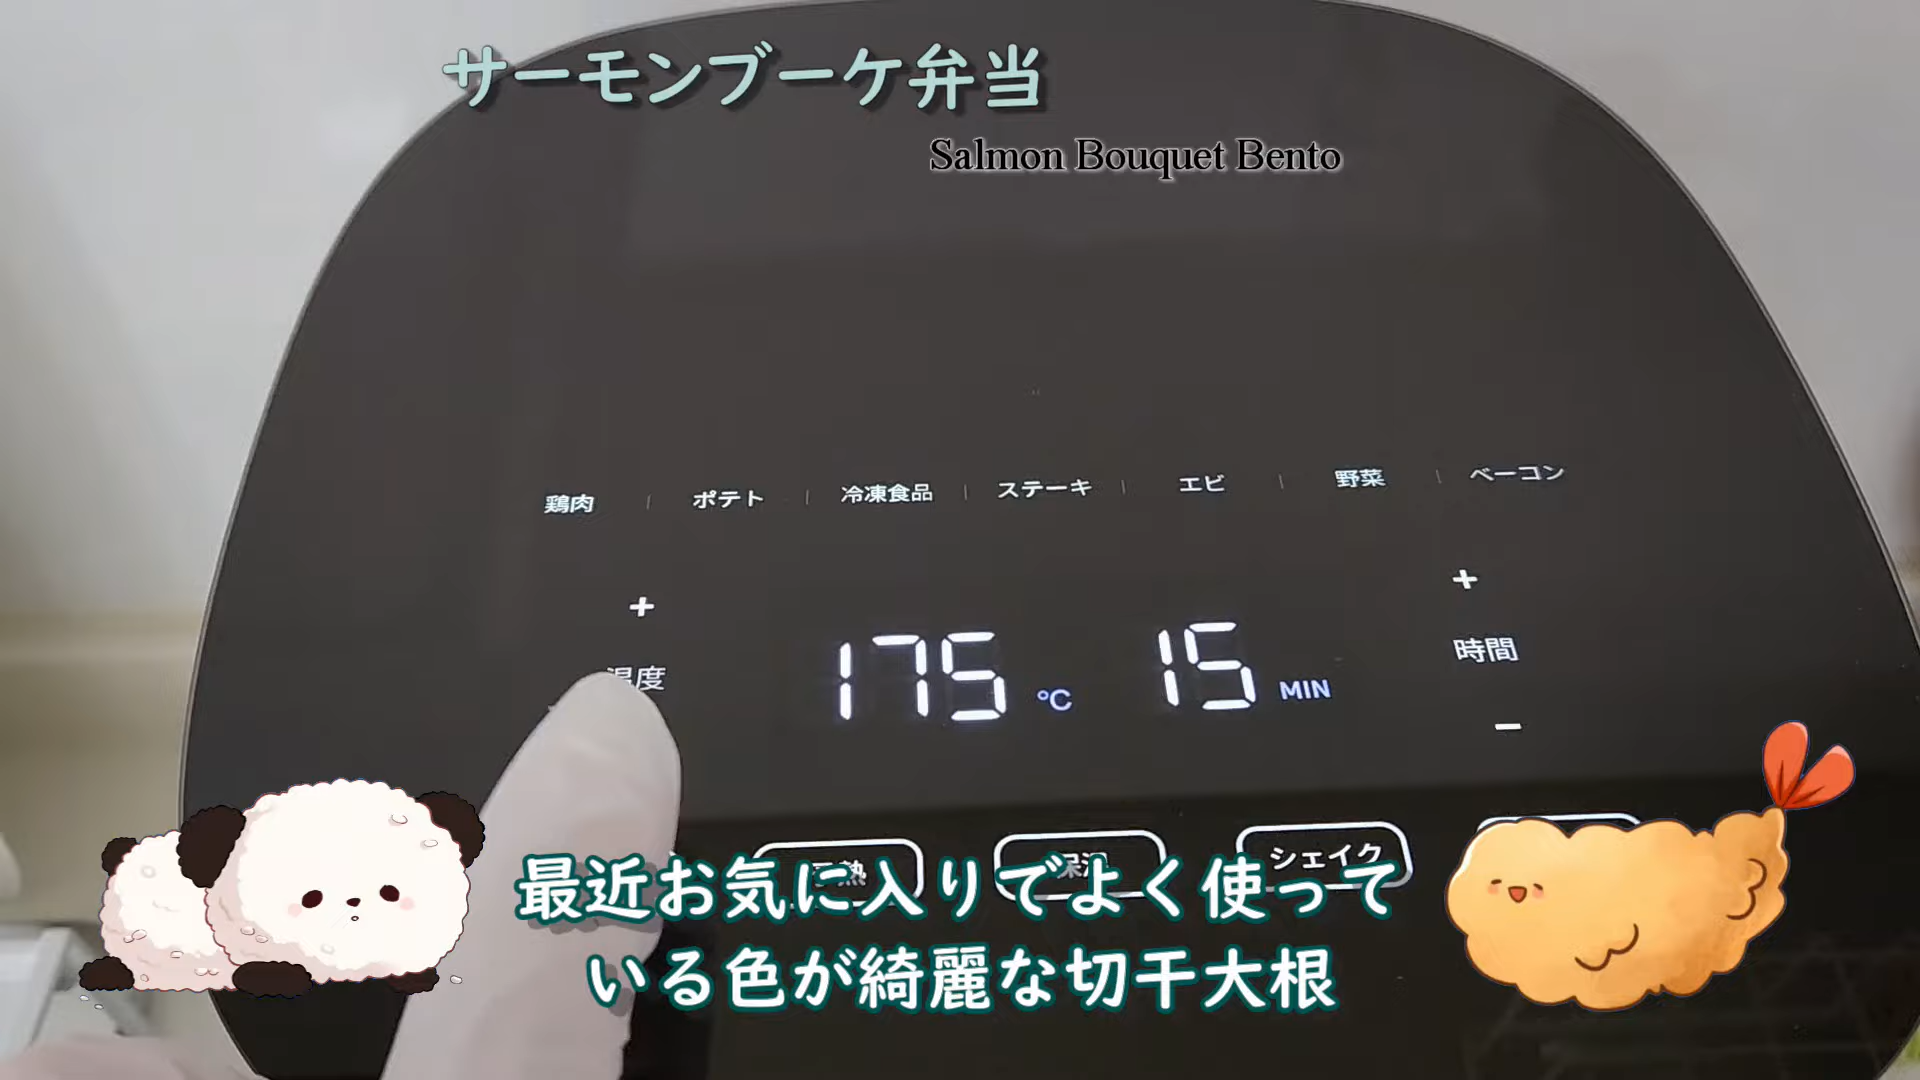 サーモンブーケ弁当
Salmon Bouquet Bento
鶏肉 | ポテト | 冷凍食品 | ステーキ | エビ | 野菜 | ベーコン
+ +
温度 175 °C 15 MIN 時間
−
シェイク
最近お気に入りでよく使って
いる色が綺麗な切干大根